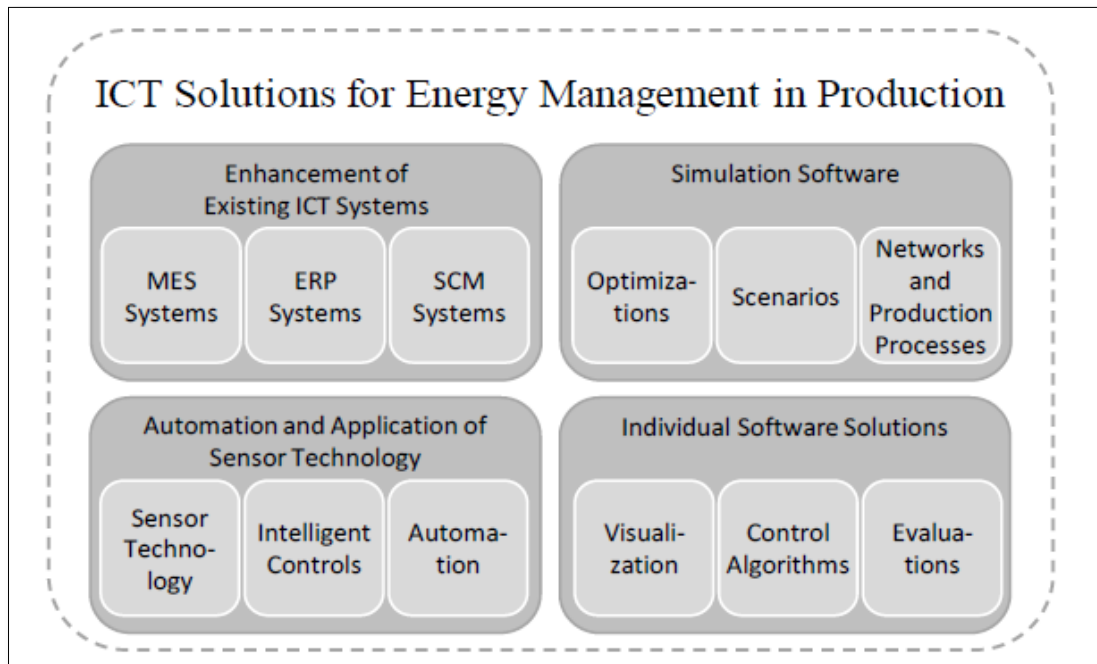 ICT Solutions for Energy Management in Production
Enhancement of
Existing ICT Systems
MES
Systems
ERP
Systems
SCM
Systems
Simulation Software
Optimiza-
tions
Scenarios
Networks
and
Production
Processes
Automation and Application of
Sensor Technology
Sensor
Techno-
logy
Intelligent
Controls
Automa-
tion
Individual Software Solutions
Visuali-
zation
Control
Algorithms
Evalua-
tions